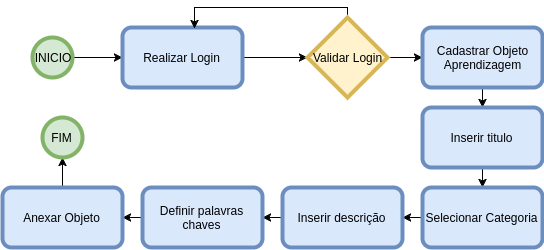 INICIO
Realizar Login
Validar Login
Cadastrar Objeto
Aprendizagem
Inserir titulo
Selecionar Categoria
Inserir descrição
Definir palavras
chaves
Anexar Objeto
FIM